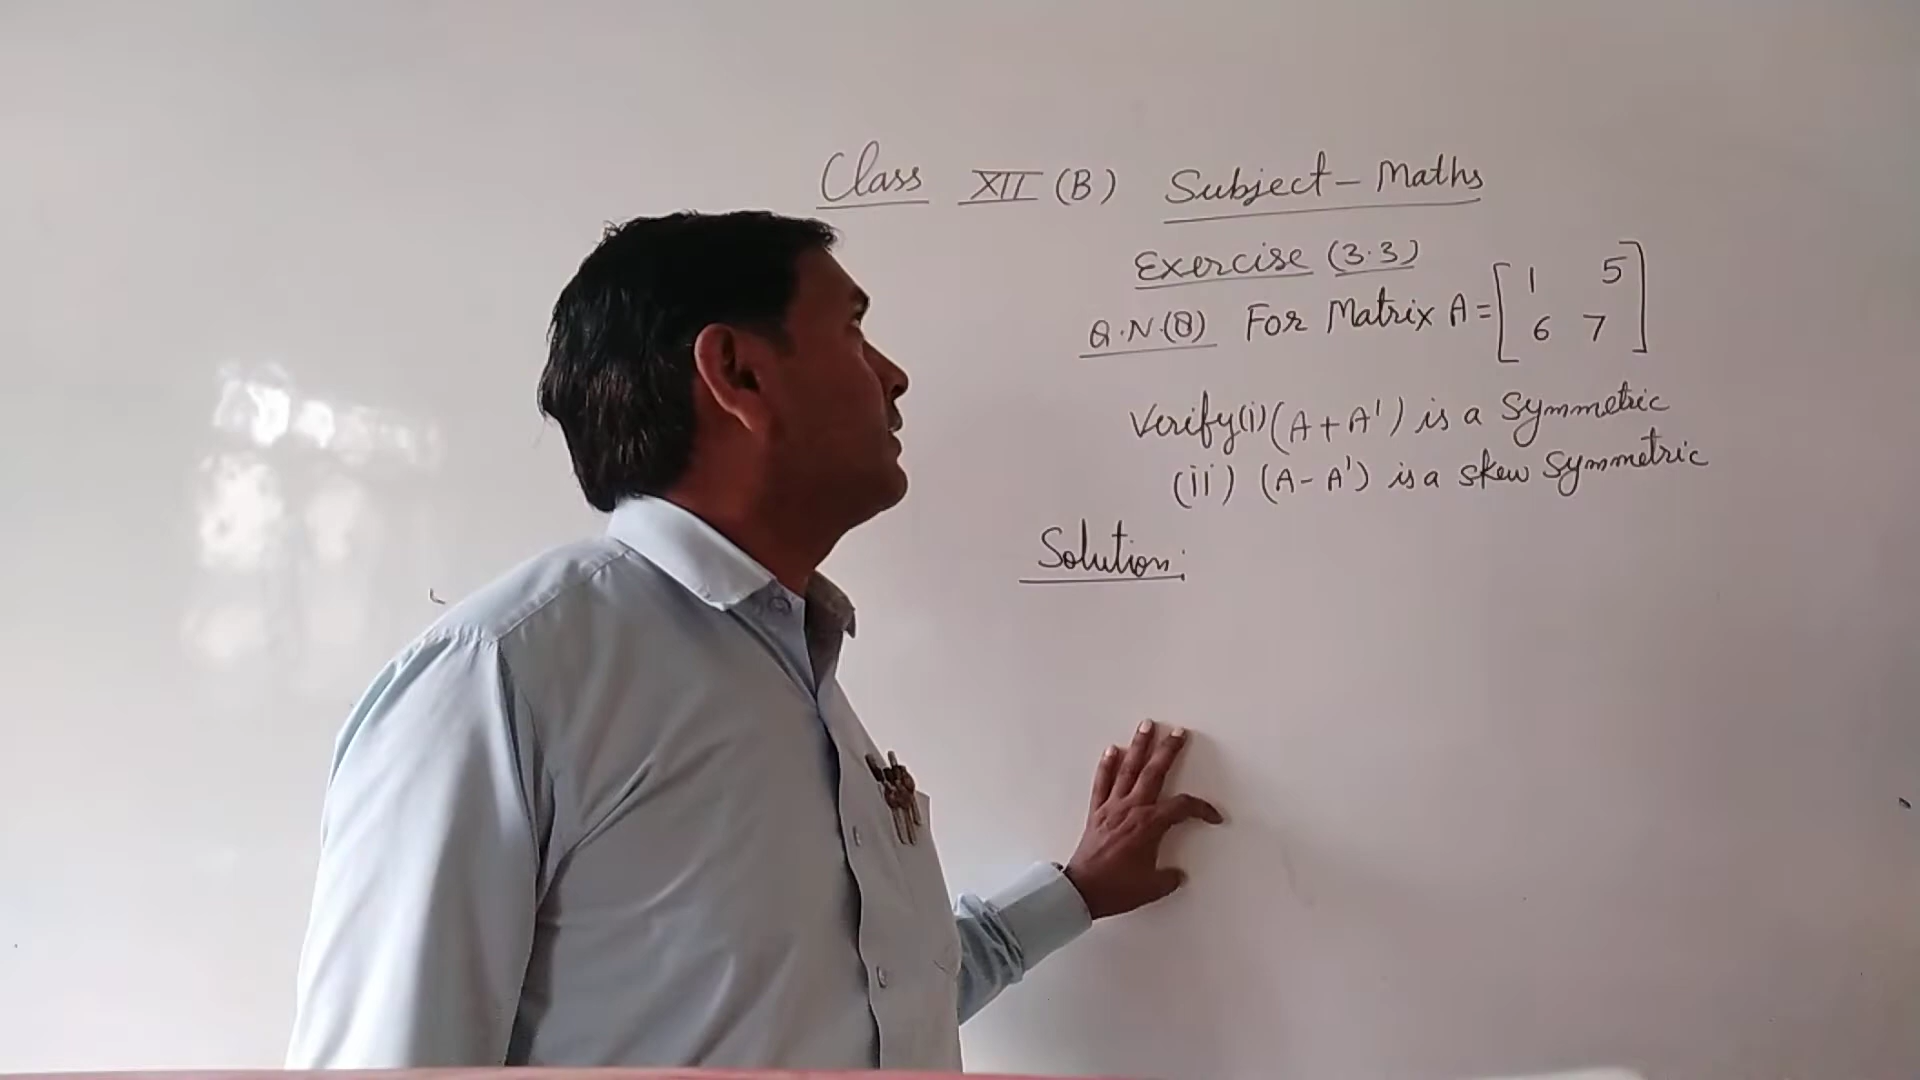 Class XII (B) Subject - Maths
Exercise (3.3)
Q.N.(8) For Matrix A = [1 5
6 7]
Verify (i) (A + A') is a Symmetric
(ii) (A - A') is a skew Symmetric
Solution: